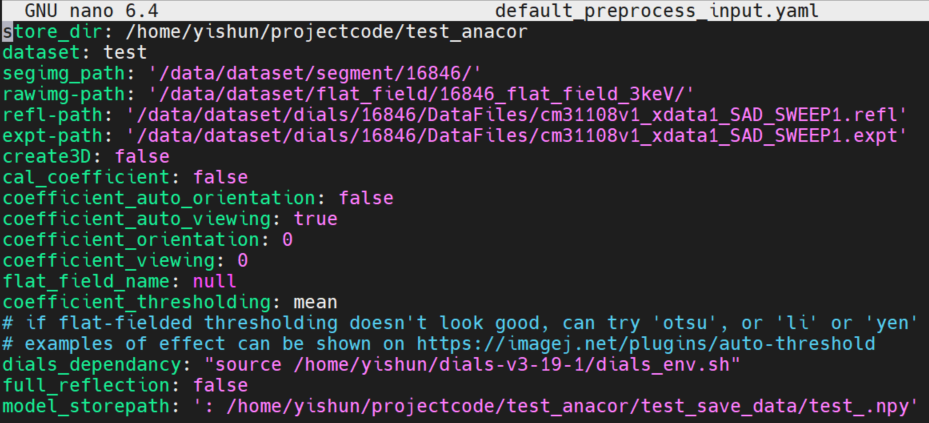 GNU nano 6.4 default_preprocess_input.yaml
store_dir: /home/yishun/projectcode/test_anacor
dataset: test
segimg_path: '/data/dataset/segment/16846/'
rawimg-path: '/data/dataset/flat_field/16846_flat_field_3keV/'
refl-path: '/data/dataset/dials/16846/DataFiles/cm31108v1_xdata1_SAD_SWEEP1.refl'
expt-path: '/data/dataset/dials/16846/DataFiles/cm31108v1_xdata1_SAD_SWEEP1.expt'
create3D: false
cal_coefficient: false
coefficient_auto_orientation: false
coefficient_auto_viewing: true
coefficient_orientation: 0
coefficient_viewing: 0
flat_field_name: null
coefficient_thresholding: mean
# if flat-fielded thresholding doesn't look good, can try 'otsu', or 'li' or 'yen'
# examples of effect can be shown on https://imagej.net/plugins/auto-threshold
dials_dependancy: "source /home/yishun/dials-v3-19-1/dials_env.sh"
full_reflection: false
model_storepath: ': /home/yishun/projectcode/test_anacor/test_save_data/test_.npy'